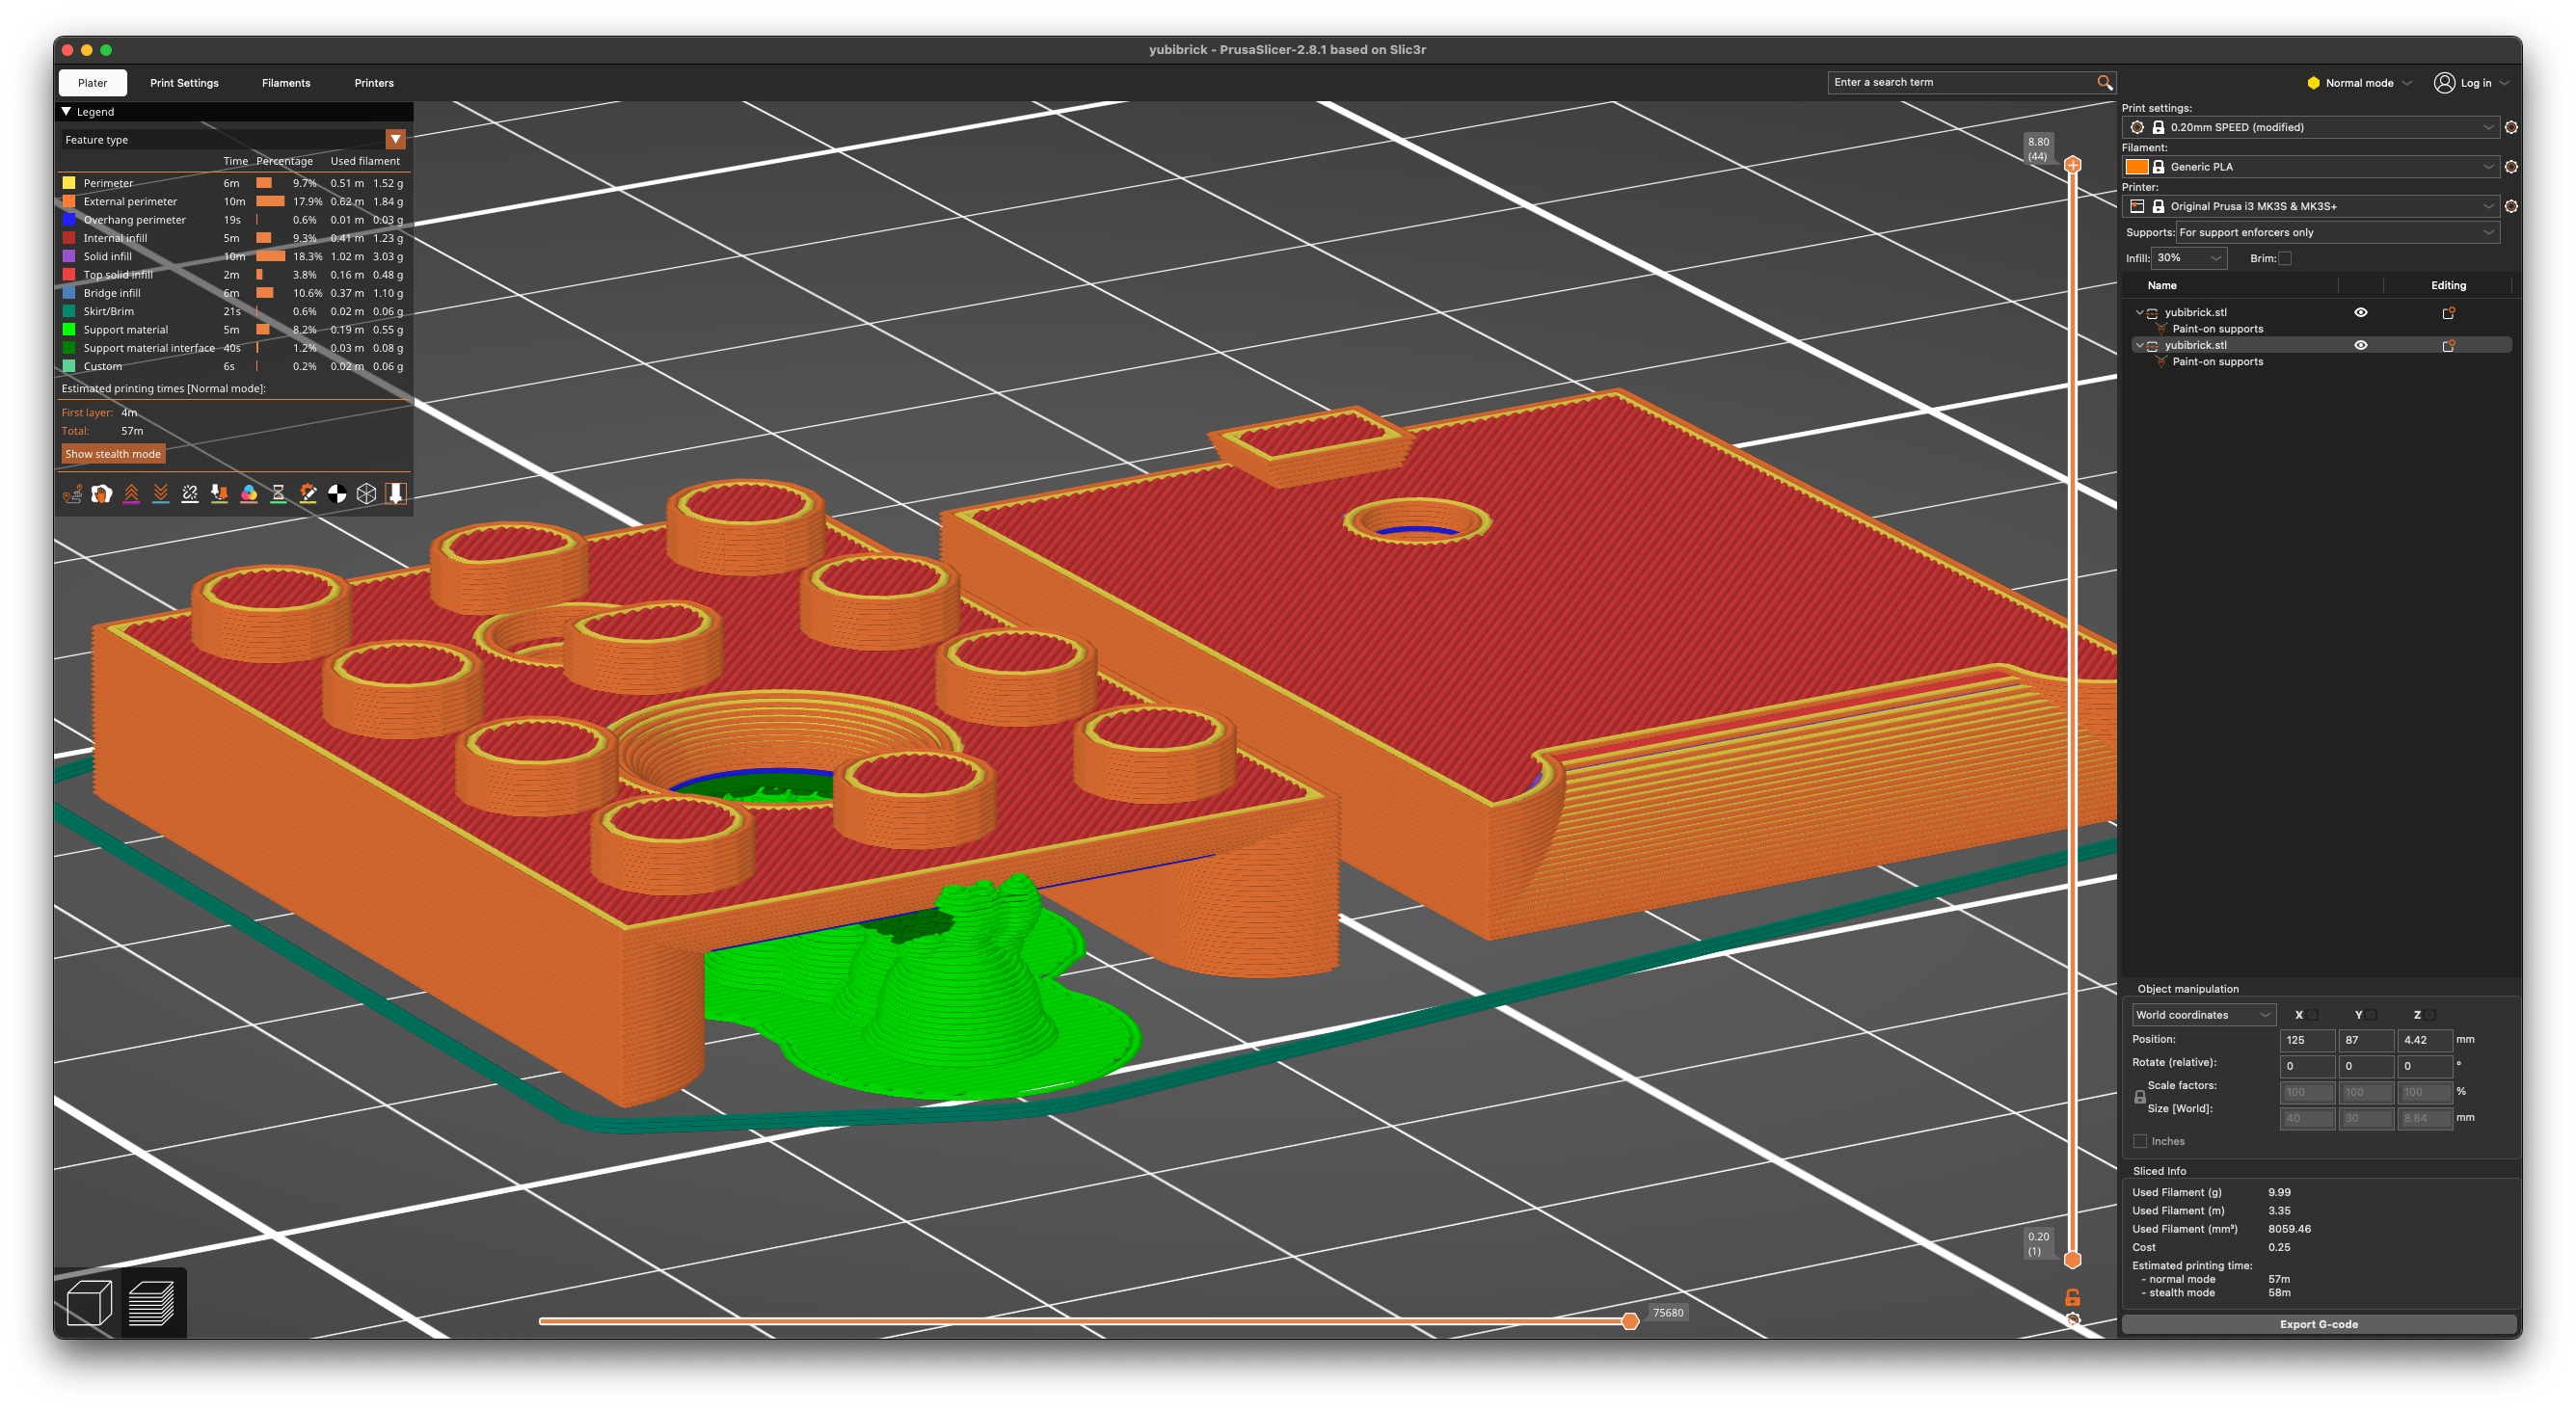 yubibrick - PrusaSlicer-2.8.1 based on Slic3r
Plater Print Settings Filaments Printers
Enter a search term
Normal mode
Log in
Legend
Feature type
Time Percentage Used filament
Perimeter 6m 9.7% 0.51 m 1.52 g
External perimeter 10m 17.9% 0.62 m 1.84 g
Overhang perimeter 19s 0.6% 0.01 m 0.03 g
Internal infill 5m 9.3% 0.41 m 1.23 g
Solid infill 10m 18.3% 1.02 m 3.03 g
Top solid infill 2m 3.8% 0.16 m 0.48 g
Bridge infill 6m 10.6% 0.37 m 1.10 g
Skirt/Brim 21s 0.6% 0.02 m 0.06 g
Support material 5m 8.2% 0.19 m 0.55 g
Support material interface 40s 1.2% 0.03 m 0.08 g
Custom 6s 0.2% 0.02 m 0.06 g
Estimated printing times [Normal mode]:
First layer: 4m
Total: 57m
Show stealth mode
8.80
(44)
0.20
(1)
75680
Print settings:
0.20mm SPEED (modified)
Filament:
Generic PLA
Printer:
Original Prusa i3 MK3S & MK3S+
Supports: For support enforcers only
Infill: 30% Brim:
Name Editing
yubibrick.stl
Paint-on supports
yubibrick.stl
Paint-on supports
Object manipulation
World coordinates X Y Z
Position: 125 87 4.42 mm
Rotate (relative): 0 0 0 °
Scale factors: 100 100 100 %
Size [World]: 40 30 8.84 mm
Inches
Sliced Info
Used Filament (g) 9.99
Used Filament (m) 3.35
Used Filament (mm³) 8059.46
Cost 0.25
Estimated printing time:
- normal mode 57m
- stealth mode 58m
Export G-code